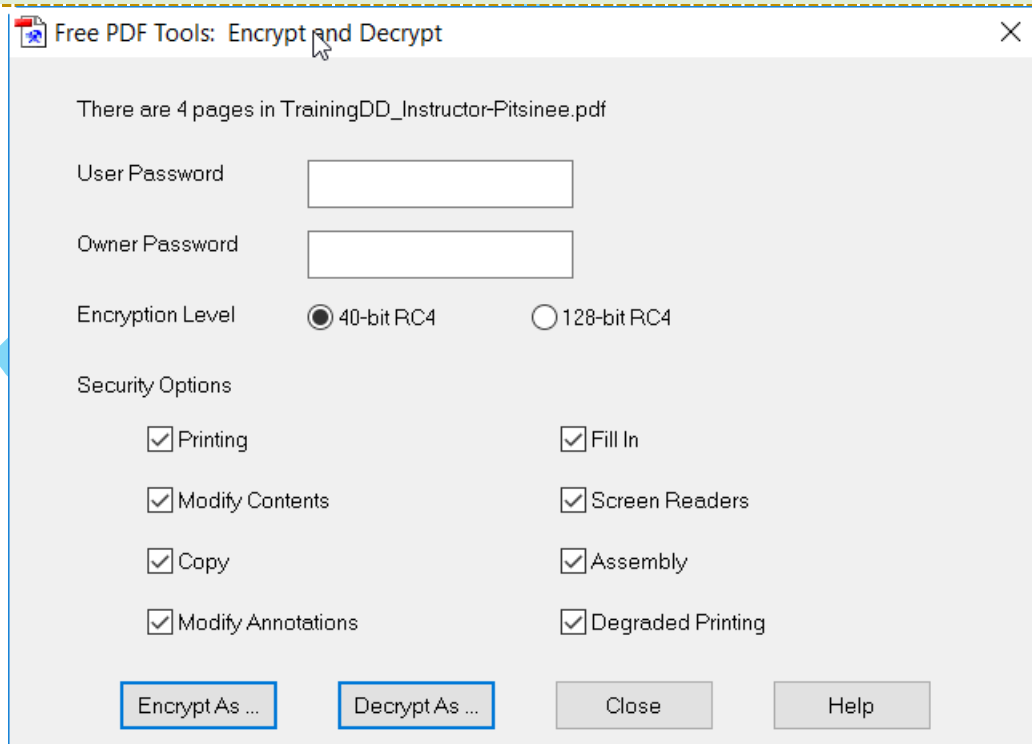 Free PDF Tools: Encrypt and Decrypt
There are 4 pages in TrainingDD_Instructor-Pitsinee.pdf
User Password
Owner Password
Encryption Level 40-bit RC4 128-bit RC4
Security Options
Printing Fill In
Modify Contents Screen Readers
Copy Assembly
Modify Annotations Degraded Printing
Encrypt As ... Decrypt As ... Close Help